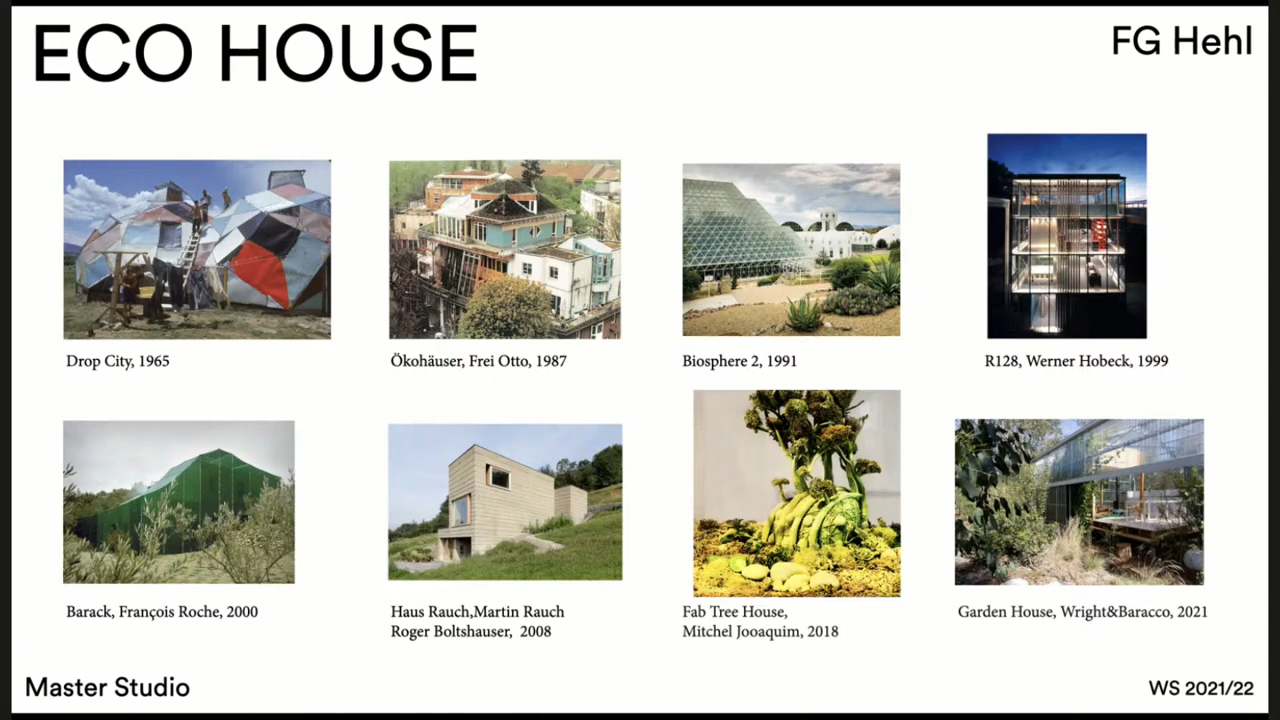 ECO HOUSE
FG Hehl
Drop City, 1965
Ökohäuser, Frei Otto, 1987
Biosphere 2, 1991
R128, Werner Hobeck, 1999
Barack, François Roche, 2000
Haus Rauch,Martin Rauch
Roger Boltshauser, 2008
Fab Tree House,
Mitchel Jooaquim, 2018
Garden House, Wright&Baracco, 2021
Master Studio
WS 2021/22